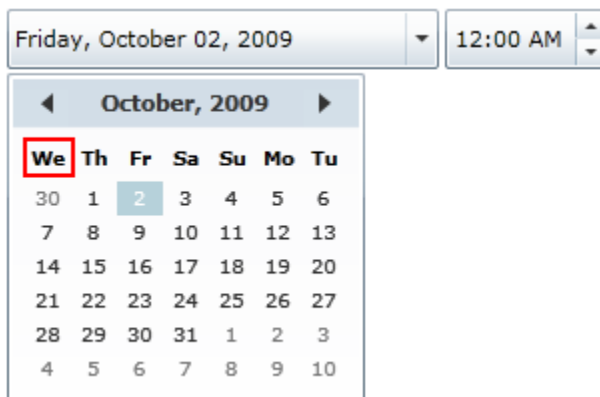 Friday, October 02, 2009 12:00 AM
October, 2009
We Th Fr Sa Su Mo Tu
30 1 2 3 4 5 6
7 8 9 10 11 12 13
14 15 16 17 18 19 20
21 22 23 24 25 26 27
28 29 30 31 1 2 3
4 5 6 7 8 9 10